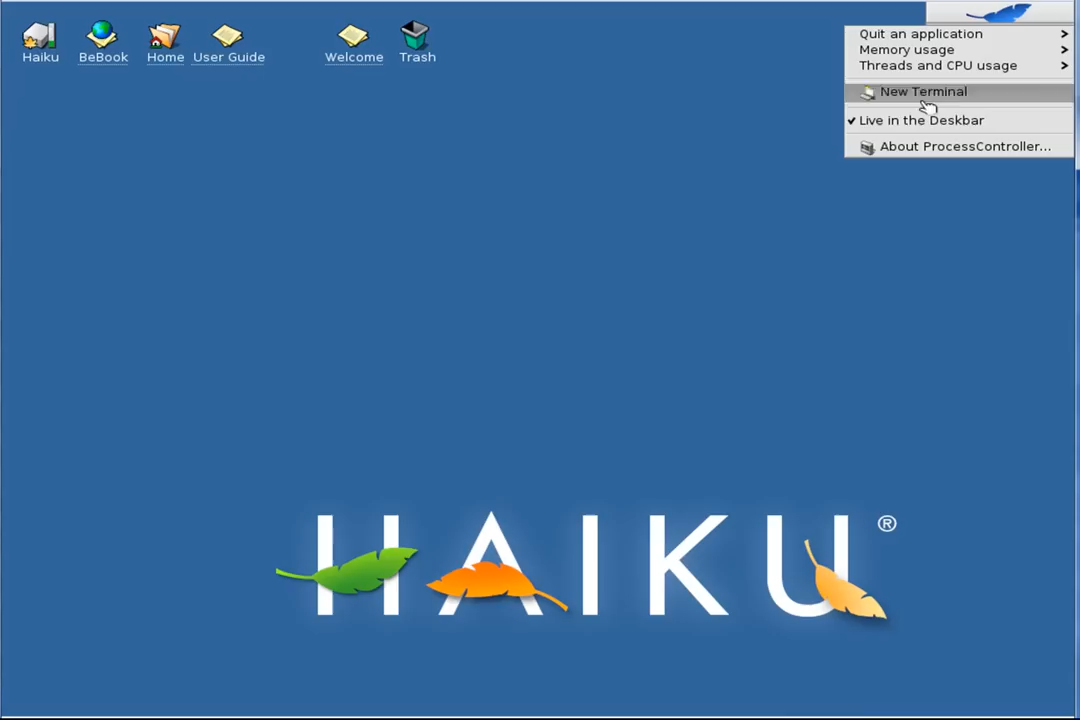 Haiku
BeBook
Home
User Guide
Welcome
Trash
Quit an application
Memory usage
Threads and CPU usage
New Terminal
Live in the Deskbar
About ProcessController...
HAIKU®